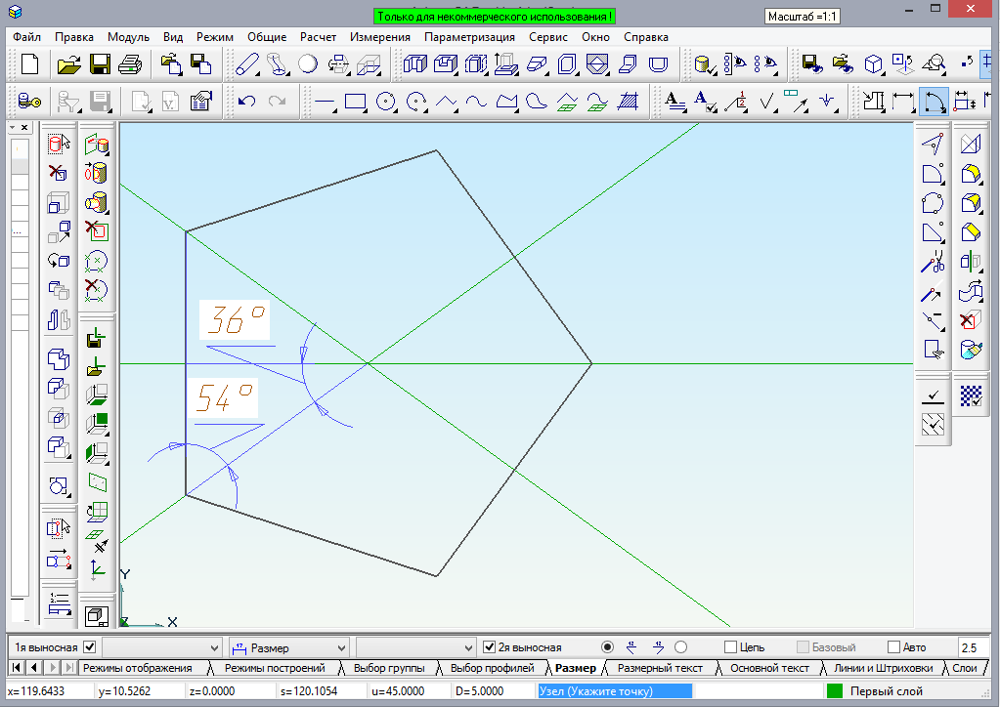 Только для некоммерческого использования !
Масштаб =1:1
Файл Правка Модуль Вид Режим Общие Расчет Измерения Параметризация Сервис Окно Справка
36°
54°
Y
Z X
1я выносная Размер 2я выносная Цепь Базовый Авто 2.5
Режимы отображения Режимы построений Выбор группы Выбор профилей Размер Размерный текст Основной текст Линии и Штриховки Слои
x=119.6433 y=10.5262 z=0.0000 s=120.1054 u=45.0000 D=5.0000 Узел (Укажите точку) Первый слой